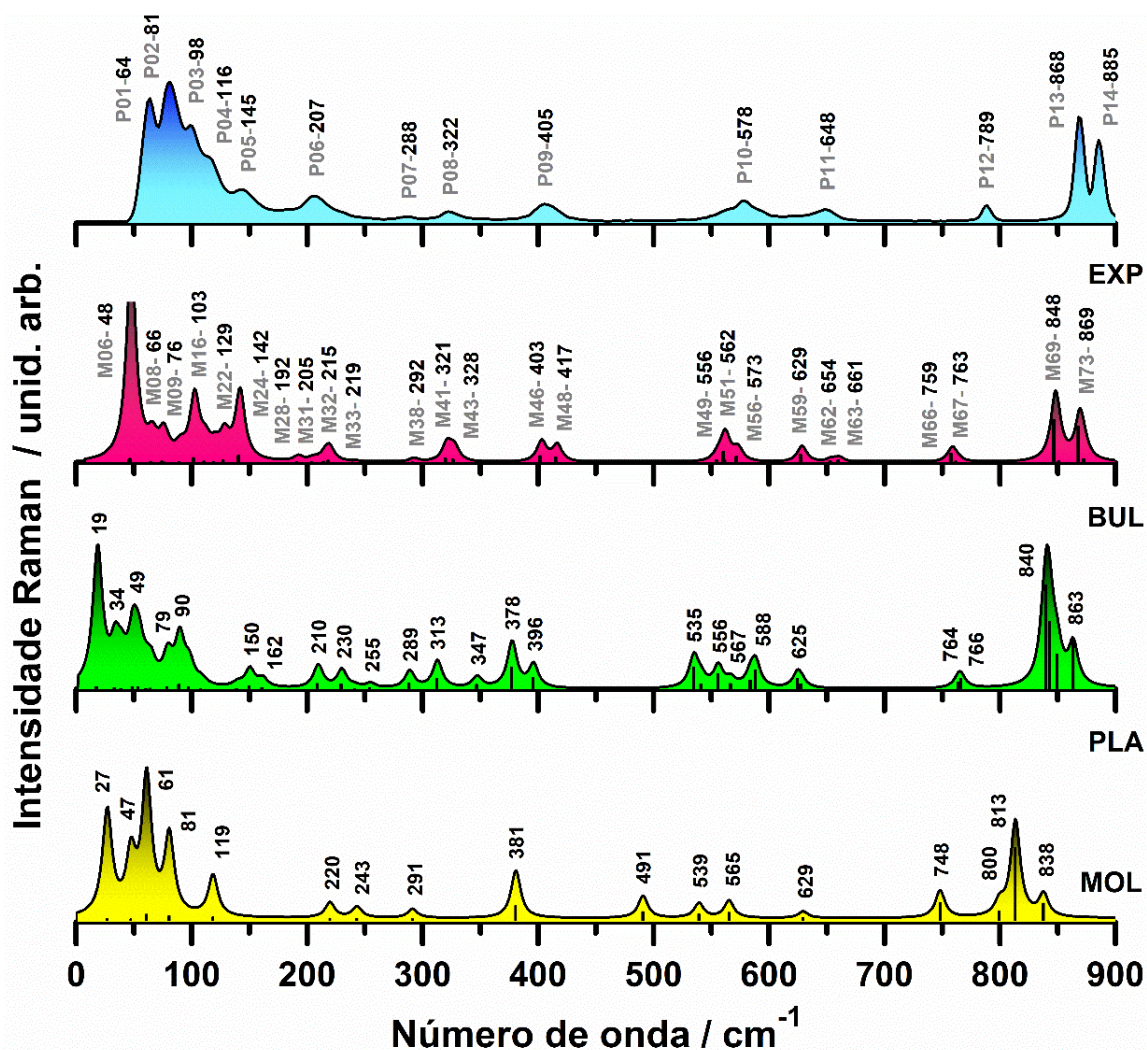 Intensidade Raman / unid. arb.
P01-64
P02-81
P03-98
P04-116
P05-145
P06-207
P07-288
P08-322
P09-405
P10-578
P11-648
P12-789
P13-868
P14-885
EXP
M06- 48
M08- 66
M09- 76
M16- 103
M22- 129
M24- 142
M28- 192
M31- 205
M32- 215
M33- 219
M38- 292
M41- 321
M43- 328
M46- 403
M48- 417
M49- 556
M51- 562
M56- 573
M59- 629
M62- 654
M63- 661
M66- 759
M67- 763
M69- 848
M73- 869
BUL
19
34
49
79
90
150
162
210
230
255
289
313
347
378
396
535
556
567
588
625
764
766
840
863
PLA
27
47
61
81
119
220
243
291
381
491
539
565
629
748
800
813
838
MOL
0 100 200 300 400 500 600 700 800 900
Número de onda / cm⁻¹